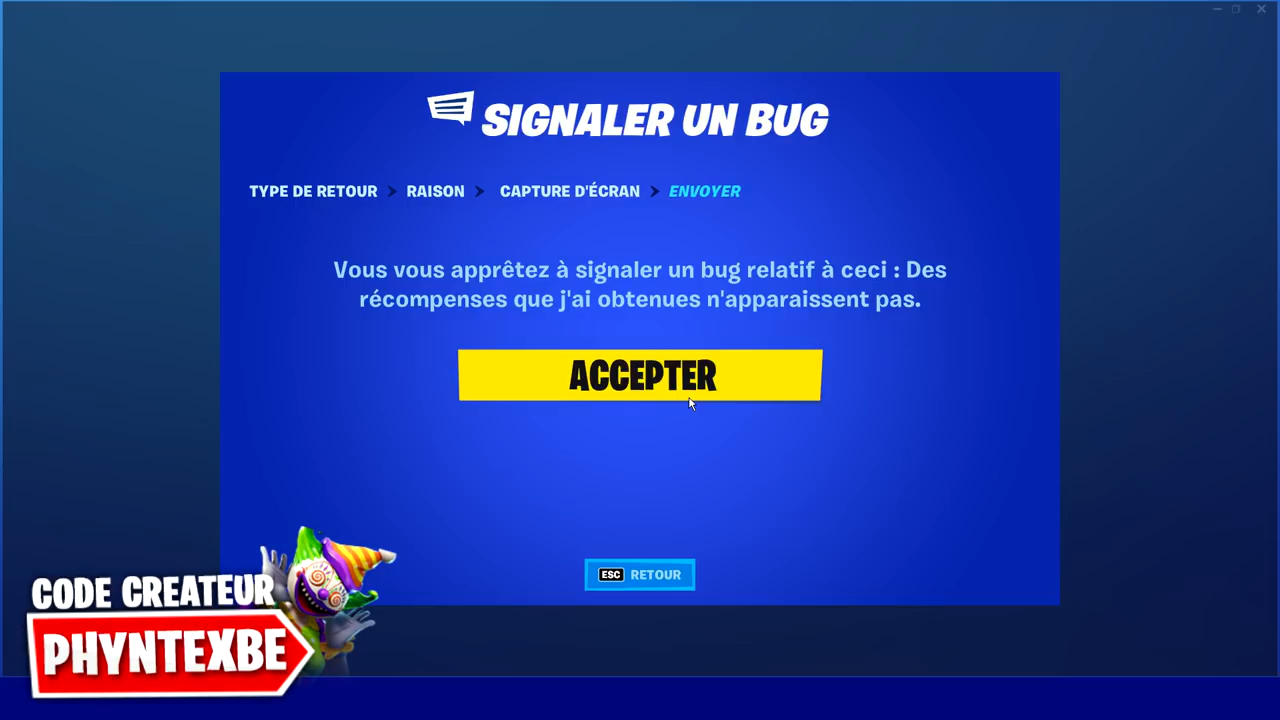 SIGNALER UN BUG
TYPE DE RETOUR > RAISON > CAPTURE D'ÉCRAN > ENVOYER
Vous vous apprêtez à signaler un bug relatif à ceci : Des
récompenses que j'ai obtenues n'apparaissent pas.
ACCEPTER
ESC RETOUR
CODE CREATEUR
PHYNTEXBE